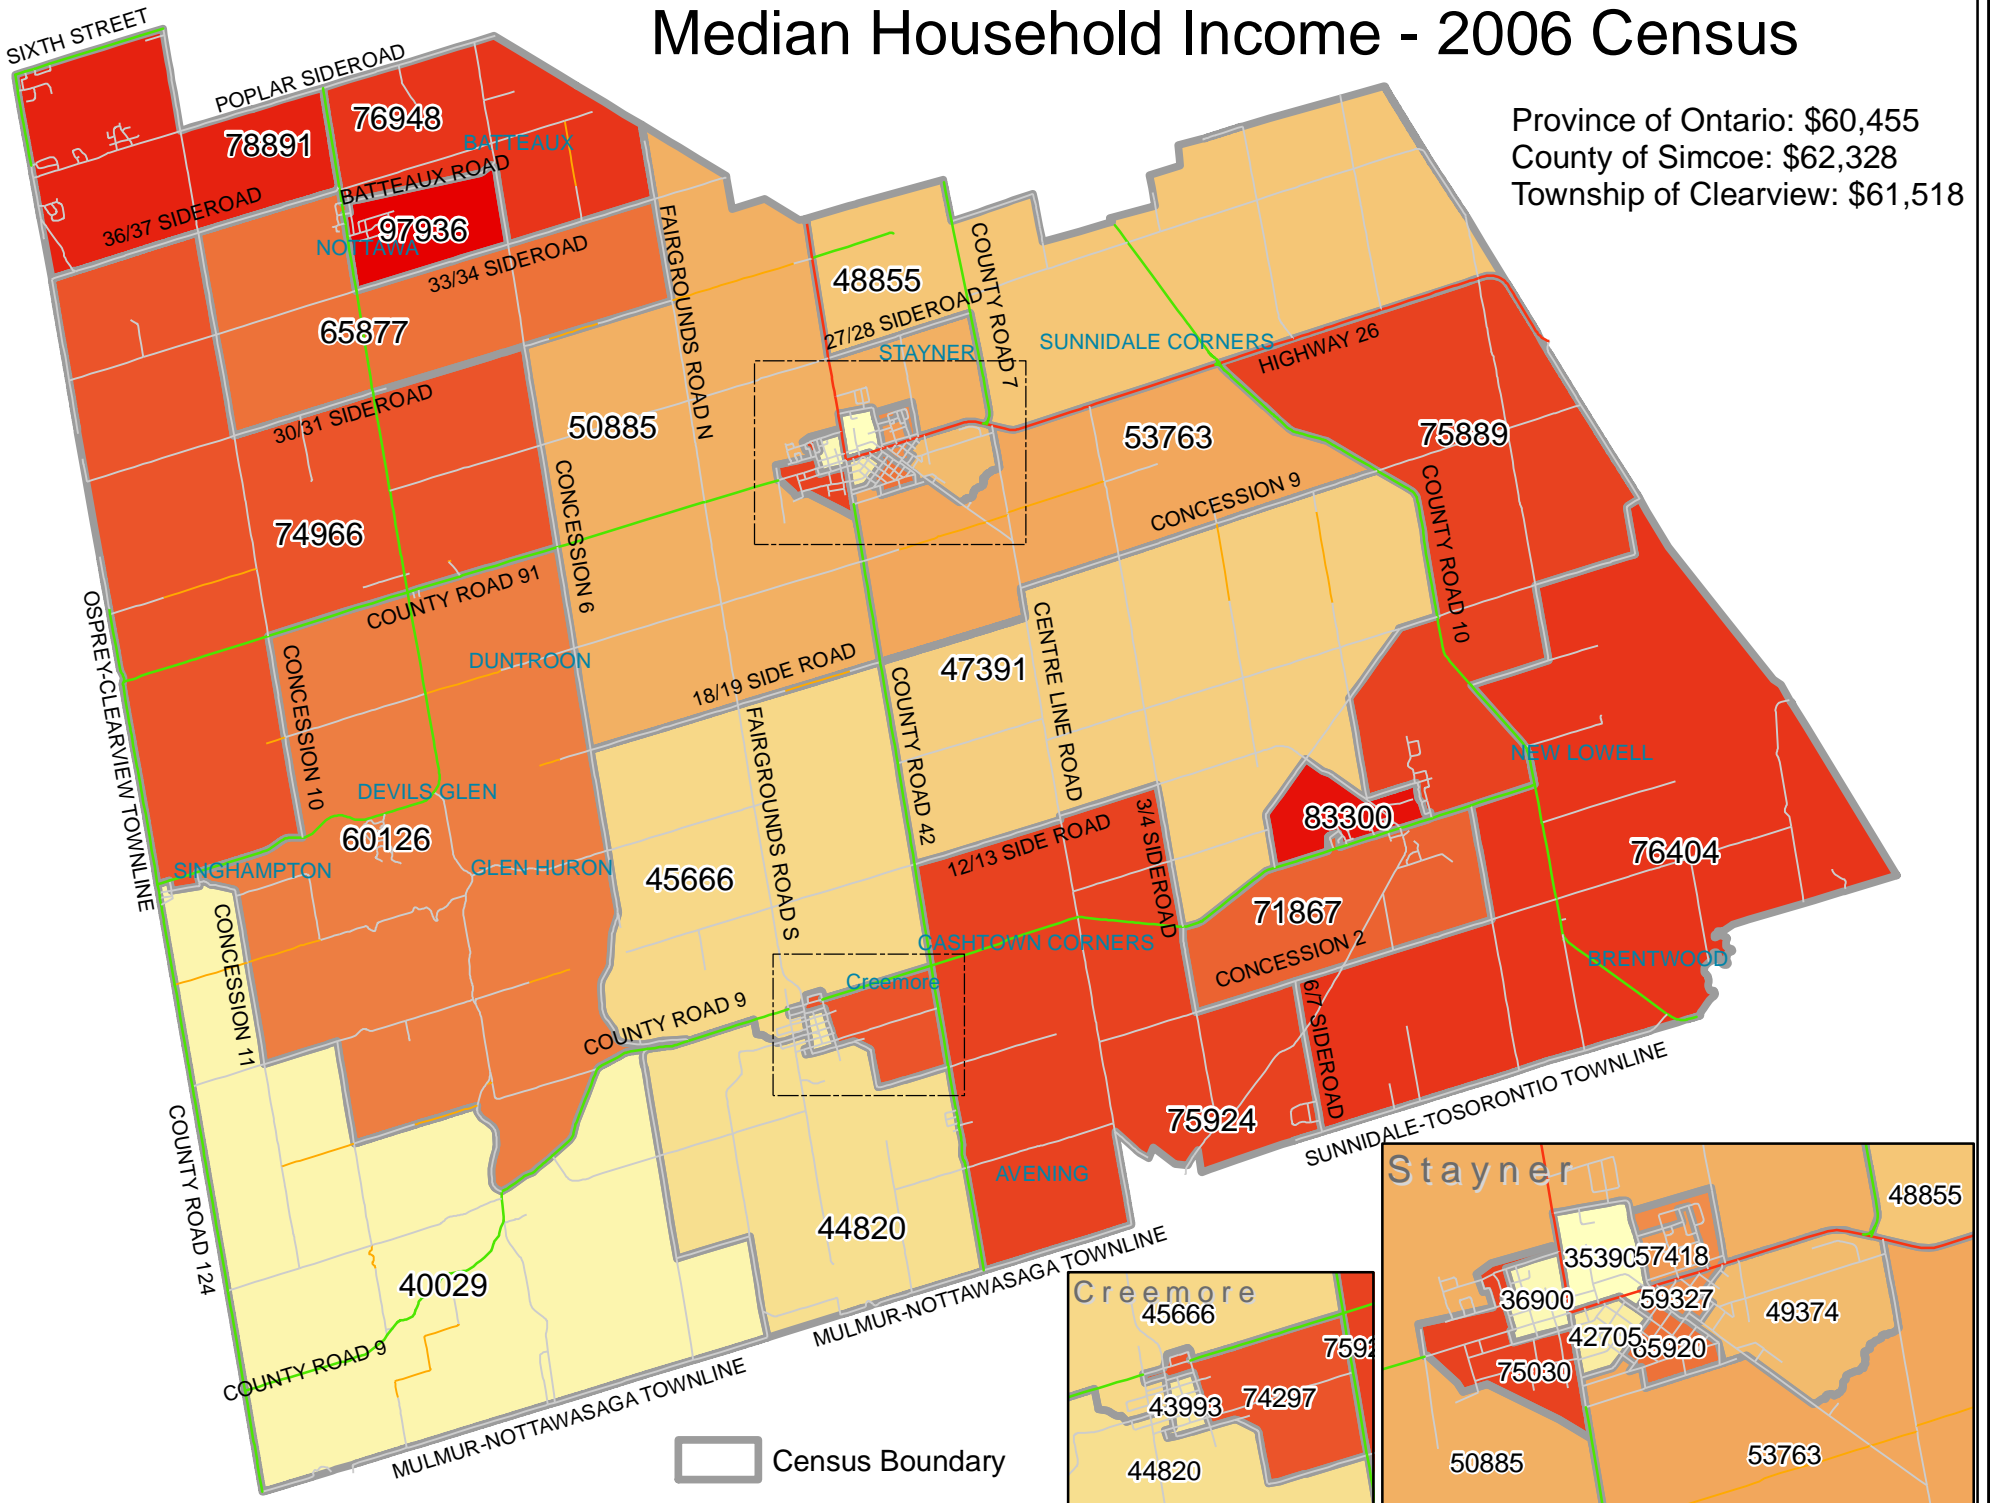 Median Household Income - 2006 Census
Province of Ontario: $60,455
County of Simcoe: $62,328
Township of Clearview: $61,518
SIXTH STREET
POPLAR SIDEROAD
78891
76948
BATTEAUX
BATTEAUX ROAD
36/37 SIDEROAD
97936
NOTTAWA
33/34 SIDEROAD
65877
30/31 SIDEROAD
FAIRGROUNDS ROAD N
48855
27/28 SIDEROAD
COUNTY ROAD 7
STAYNER
SUNNIDALE CORNERS
HIGHWAY 26
50885
53763
75889
74966
CONCESSION 6
CONCESSION 9
COUNTY ROAD 10
COUNTY ROAD 91
OSPREY-CLEARVIEW TOWNLINE
DUNTROON
CONCESSION 10
18/19 SIDE ROAD
47391
CENTRE LINE ROAD
COUNTY ROAD 42
FAIRGROUNDS ROAD S
NEW LOWELL
DEVILS GLEN
60126
SINGHAMPTON
GLEN HURON
45666
12/13 SIDE ROAD
3/4 SIDEROAD
83300
76404
71867
CASHTOWN CORNERS
CONCESSION 2
BRENTWOOD
CONCESSION 11
Creemore
COUNTY ROAD 9
6/7 SIDEROAD
SUNNIDALE-TOSORONTIO TOWNLINE
75924
AVENING
COUNTY ROAD 124
44820
40029
COUNTY ROAD 9
MULMUR-NOTTAWASAGA TOWNLINE
MULMUR-NOTTAWASAGA TOWNLINE
Census Boundary
Creemore
45666
7592
74297
43993
44820
Stayner
48855
35390
57418
36900
59327
49374
42705
65920
75030
50885
53763